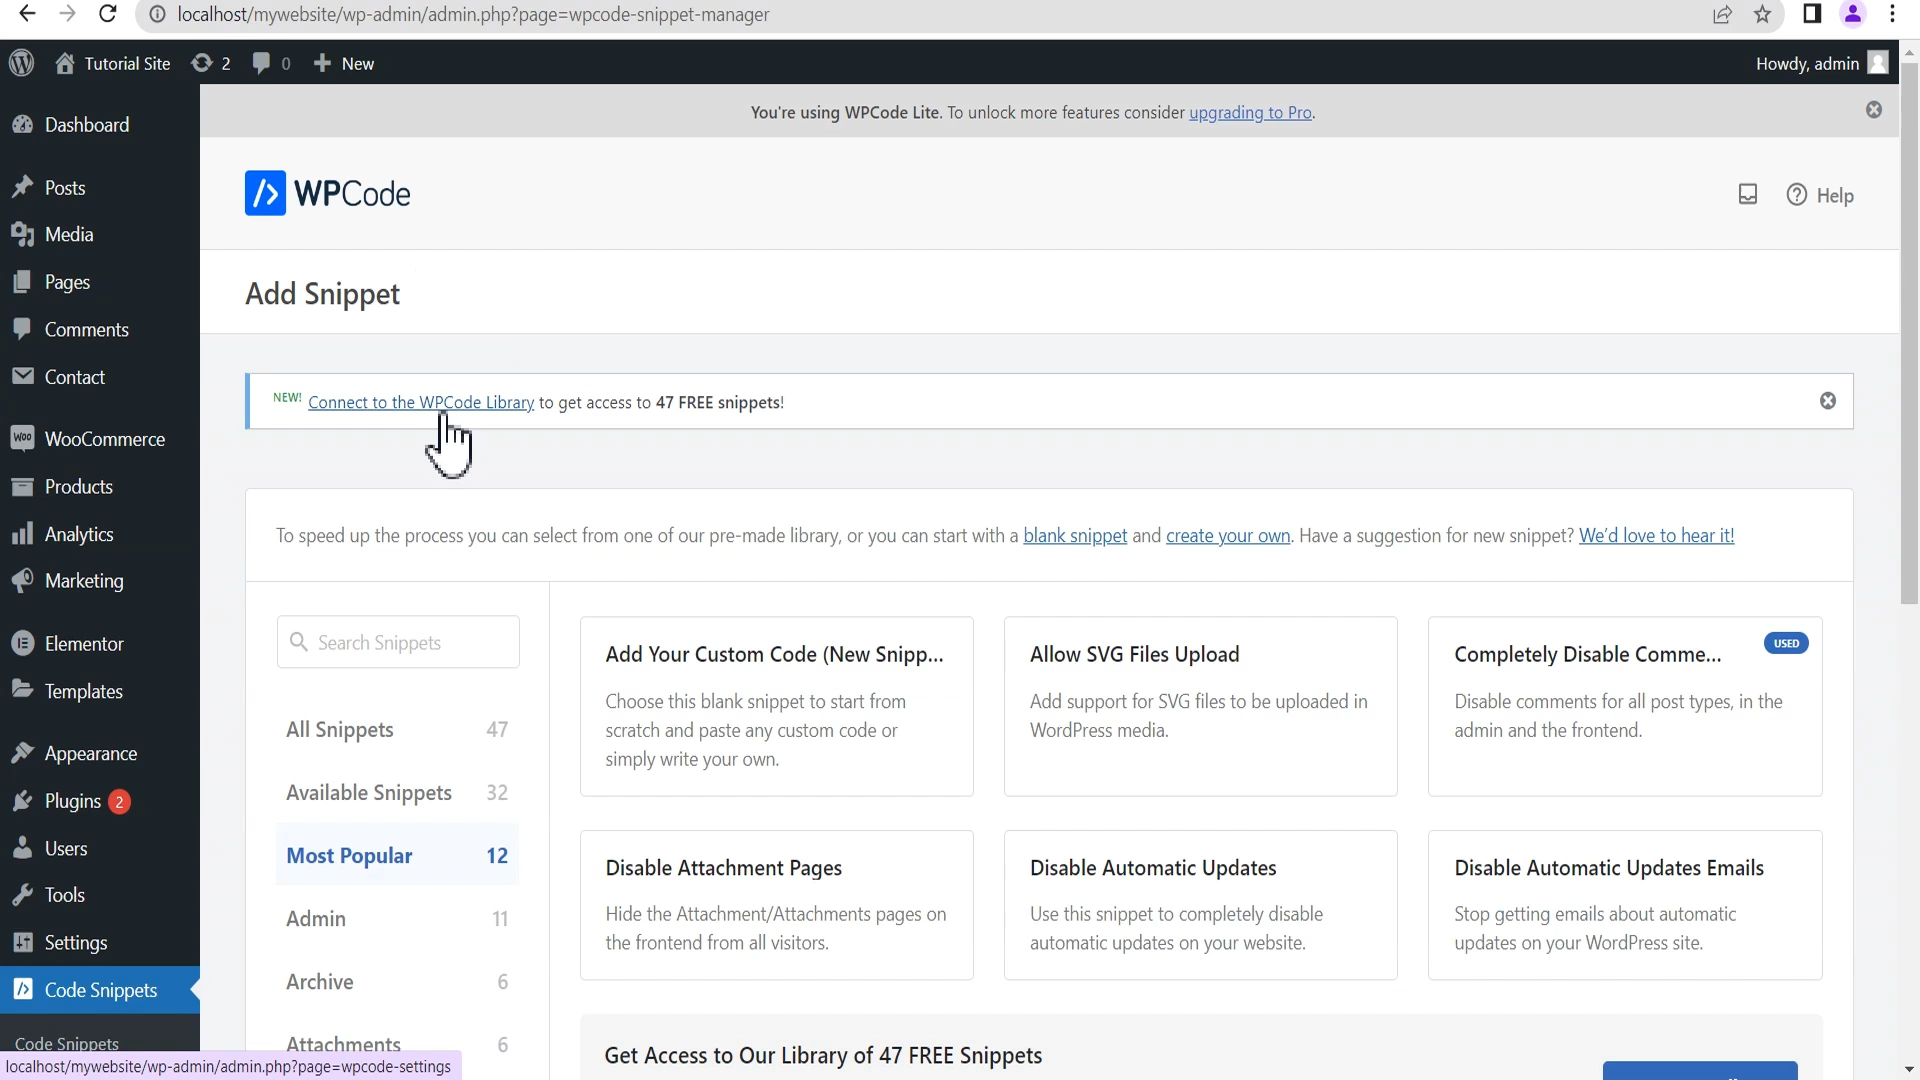 localhost/mywebsite/wp-admin/admin.php?page=wpcode-snippet-manager
Tutorial Site 2 0 New
Howdy, admin
Dashboard
Posts
Media
Pages
Comments
Contact
WooCommerce
Products
Analytics
Marketing
Elementor
Templates
Appearance
Plugins 2
Users
Tools
Settings
Code Snippets
Code Snippets
You're using WPCode Lite. To unlock more features consider upgrading to Pro.
WPCode
Help
Add Snippet
NEW! Connect to the WPCode Library to get access to 47 FREE snippets!
To speed up the process you can select from one of our pre-made library, or you can start with a blank snippet and create your own. Have a suggestion for new snippet? We'd love to hear it!
Search Snippets
All Snippets 47
Available Snippets 32
Most Popular 12
Admin 11
Archive 6
Attachments 6
Add Your Custom Code (New Snipp...
Choose this blank snippet to start from
scratch and paste any custom code or
simply write your own.
Allow SVG Files Upload
Add support for SVG files to be uploaded in
WordPress media.
USED
Completely Disable Comme...
Disable comments for all post types, in the
admin and the frontend.
Disable Attachment Pages
Hide the Attachment/Attachments pages on
the frontend from all visitors.
Disable Automatic Updates
Use this snippet to completely disable
automatic updates on your website.
Disable Automatic Updates Emails
Stop getting emails about automatic
updates on your WordPress site.
Get Access to Our Library of 47 FREE Snippets
localhost/mywebsite/wp-admin/admin.php?page=wpcode-settings